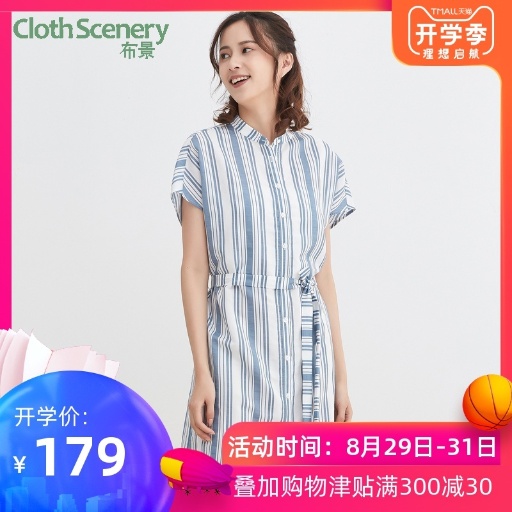 Cloth Scenery
布景
TMALL天猫
开学季
理想启航
开学价：
¥ 179
活动时间：8月29日-31日
叠加购物津贴满300减30